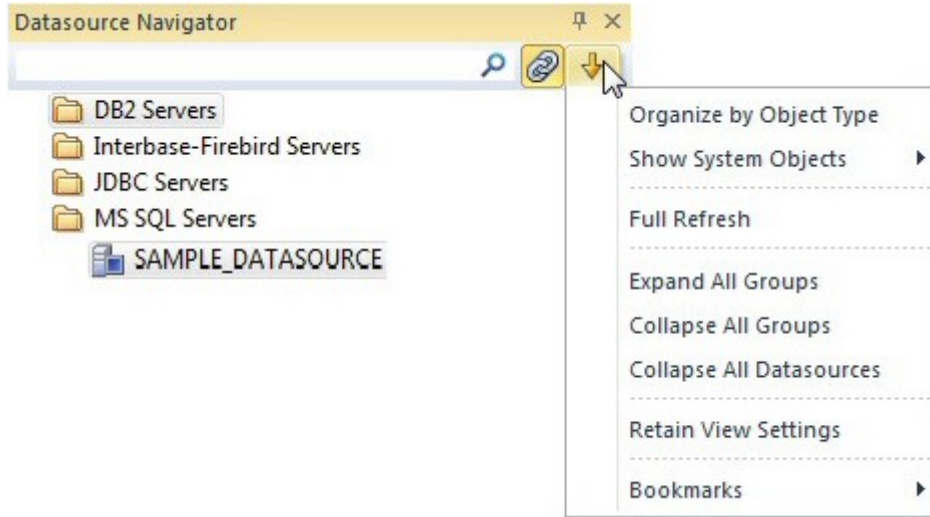 Datasource Navigator
DB2 Servers
Interbase-Firebird Servers
JDBC Servers
MS SQL Servers
SAMPLE_DATASOURCE
Organize by Object Type
Show System Objects
Full Refresh
Expand All Groups
Collapse All Groups
Collapse All Datasources
Retain View Settings
Bookmarks